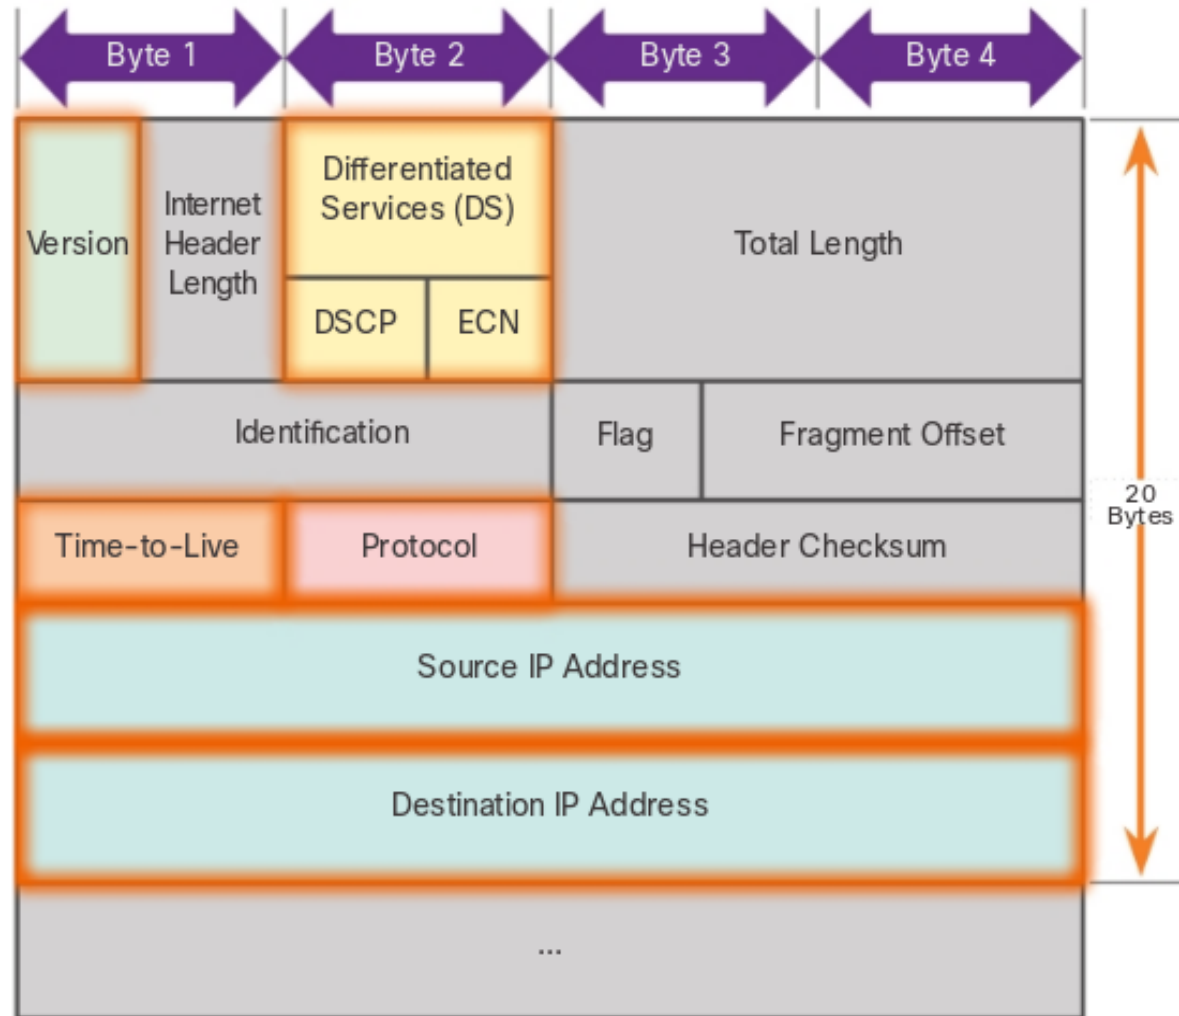 Byte 1
Byte 2
Byte 3
Byte 4
Version
Internet
Header
Length
Differentiated
Services (DS)
DSCP
ECN
Total Length
Identification
Flag
Fragment Offset
20
Bytes
Time-to-Live
Protocol
Header Checksum
Source IP Address
Destination IP Address
...